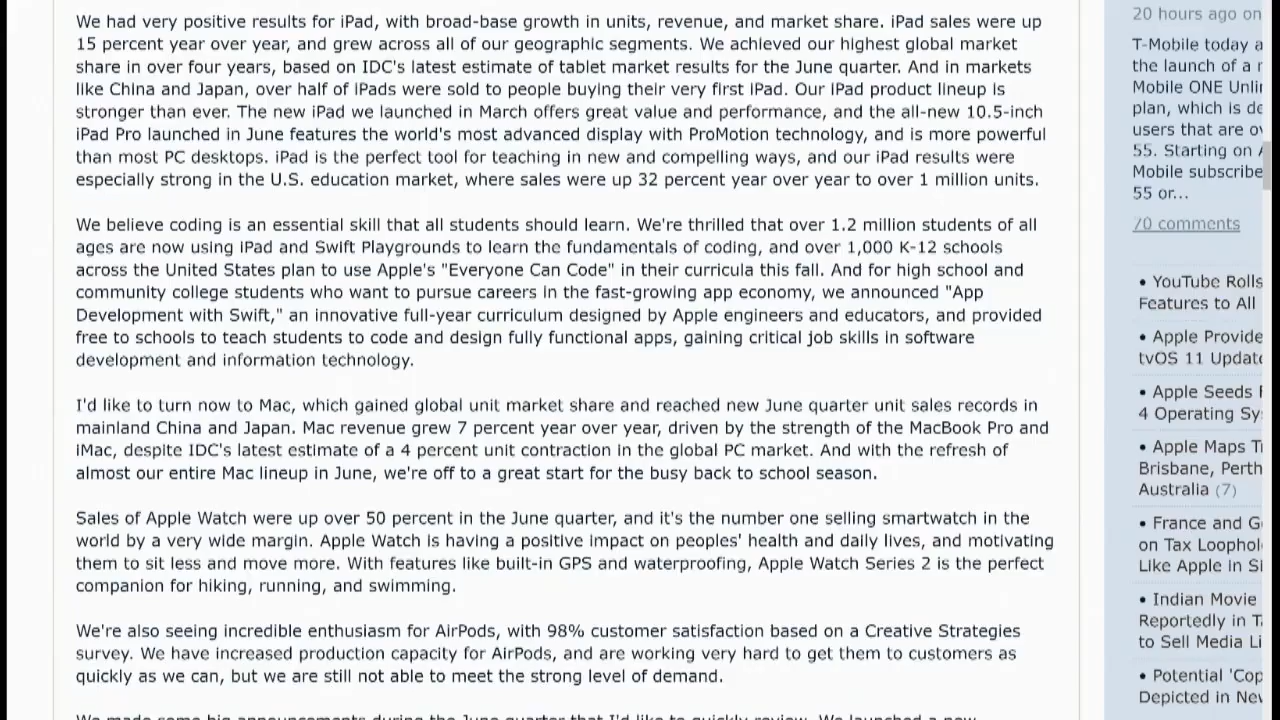 We had very positive results for iPad, with broad-base growth in units, revenue, and market share. iPad sales were up
15 percent year over year, and grew across all of our geographic segments. We achieved our highest global market
share in over four years, based on IDC's latest estimate of tablet market results for the June quarter. And in markets
like China and Japan, over half of iPads were sold to people buying their very first iPad. Our iPad product lineup is
stronger than ever. The new iPad we launched in March offers great value and performance, and the all-new 10.5-inch
iPad Pro launched in June features the world's most advanced display with ProMotion technology, and is more powerful
than most PC desktops. iPad is the perfect tool for teaching in new and compelling ways, and our iPad results were
especially strong in the U.S. education market, where sales were up 32 percent year over year to over 1 million units.
We believe coding is an essential skill that all students should learn. We're thrilled that over 1.2 million students of all
ages are now using iPad and Swift Playgrounds to learn the fundamentals of coding, and over 1,000 K-12 schools
across the United States plan to use Apple's "Everyone Can Code" in their curricula this fall. And for high school and
community college students who want to pursue careers in the fast-growing app economy, we announced "App
Development with Swift," an innovative full-year curriculum designed by Apple engineers and educators, and provided
free to schools to teach students to code and design fully functional apps, gaining critical job skills in software
development and information technology.
I'd like to turn now to Mac, which gained global unit market share and reached new June quarter unit sales records in
mainland China and Japan. Mac revenue grew 7 percent year over year, driven by the strength of the MacBook Pro and
iMac, despite IDC's latest estimate of a 4 percent unit contraction in the global PC market. And with the refresh of
almost our entire Mac lineup in June, we're off to a great start for the busy back to school season.
Sales of Apple Watch were up over 50 percent in the June quarter, and it's the number one selling smartwatch in the
world by a very wide margin. Apple Watch is having a positive impact on peoples' health and daily lives, and motivating
them to sit less and move more. With features like built-in GPS and waterproofing, Apple Watch Series 2 is the perfect
companion for hiking, running, and swimming.
We're also seeing incredible enthusiasm for AirPods, with 98% customer satisfaction based on a Creative Strategies
survey. We have increased production capacity for AirPods, and are working very hard to get them to customers as
quickly as we can, but we are still not able to meet the strong level of demand.
We made some big announcements during the June quarter that I'd like to quickly review. We launched a new
20 hours ago on
T-Mobile today a
the launch of a
Mobile ONE Unli
plan, which is de
users that are ov
55. Starting on
Mobile subscribe
55 or...
70 comments
• YouTube Rolls
Features to All
• Apple Provide
tvOS 11 Updat
• Apple Seeds
4 Operating Sy
• Apple Maps T
Brisbane, Perth
Australia (7)
• France and G
on Tax Loophol
Like Apple in
• Indian Movie
Reportedly in T
to Sell Media Li
• Potential 'Cop
Depicted in Nev